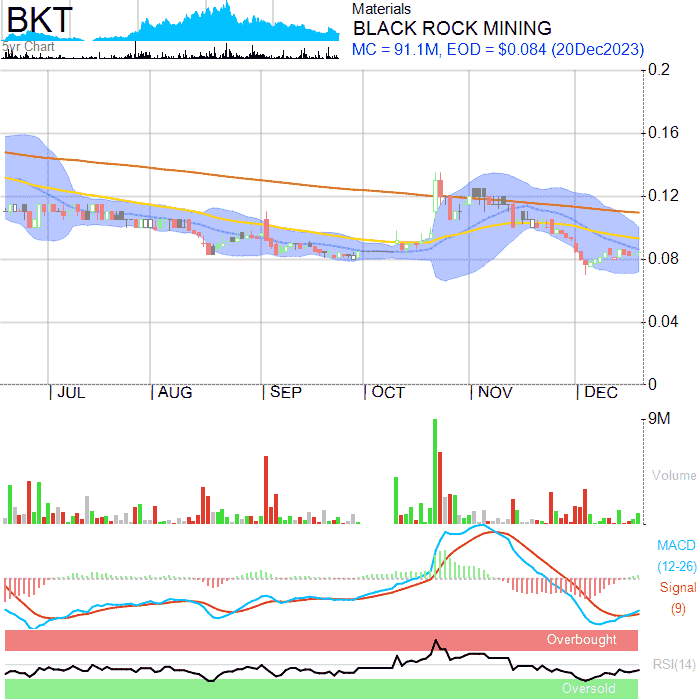 BKT
5yr Chart
Materials
BLACK ROCK MINING
MC = 91.1M, EOD = $0.084 (20Dec2023)
0.2
0.16
0.12
0.08
0.04
0
JUL
AUG
SEP
OCT
NOV
DEC
9M
Volume
MACD
(12-26)
Signal
(9)
Overbought
RSI(14)
Oversold